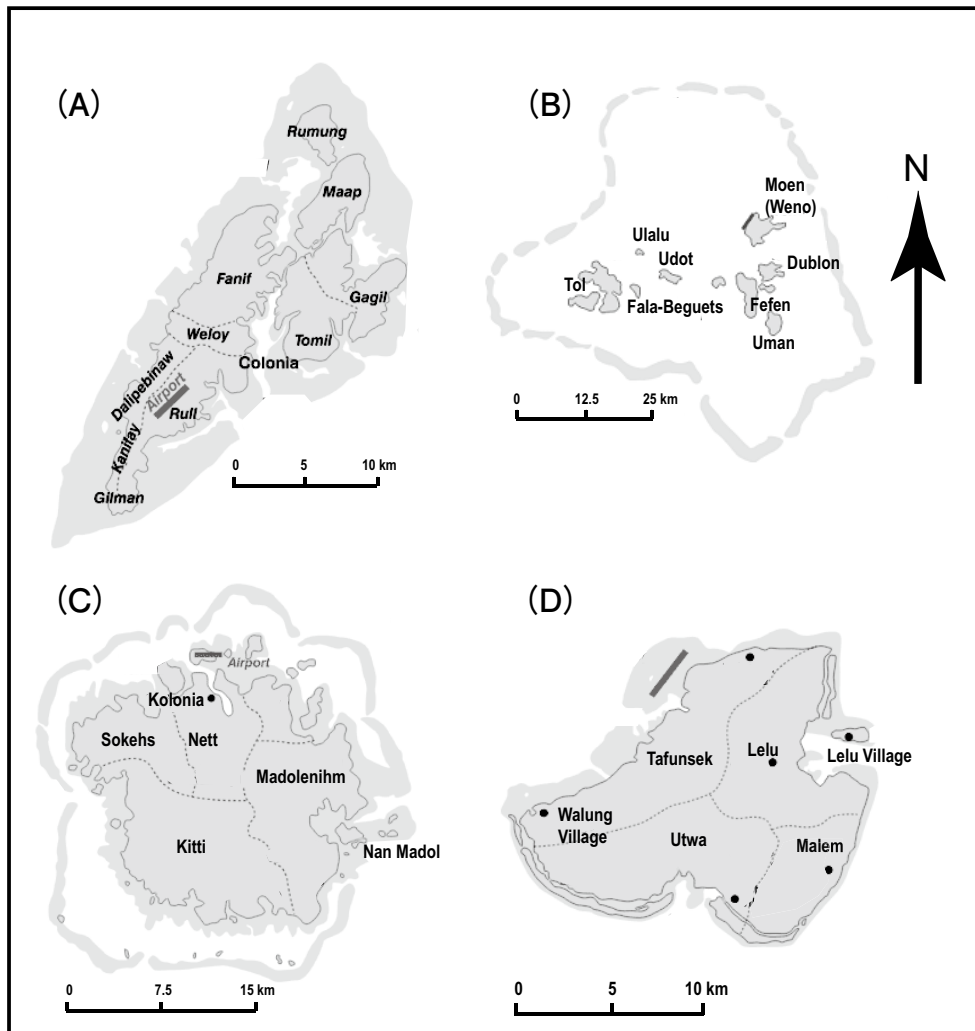 (A)
Rumung
Maap
Fanif
Gagil
Weloy
Tomil
Colonia
Dalipebinaw
Airport
Rull
Kanifay
Gilman
0 5 10 km
(B)
Moen
(Weno)
Ulalu
Udot
Dublon
Tol
Fala-Beguets
Fefen
Uman
0 12.5 25 km
N
(C)
Airport
Kolonia
Sokehs
Nett
Madolenihm
Kitti
Nan Madol
0 7.5 15 km
(D)
Tafunsek
Lelu
Lelu Village
Walung
Village
Utwa
Malem
0 5 10 km